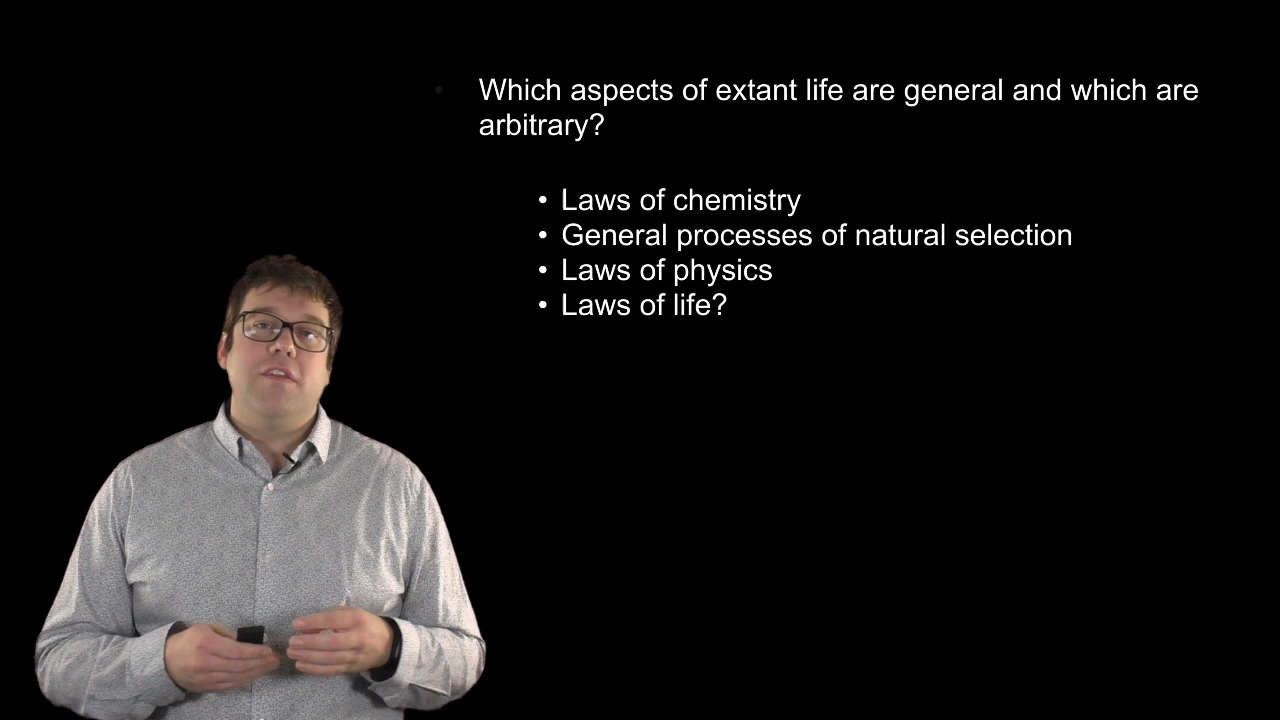 Which aspects of extant life are general and which are
arbitrary?
• Laws of chemistry
• General processes of natural selection
• Laws of physics
• Laws of life?